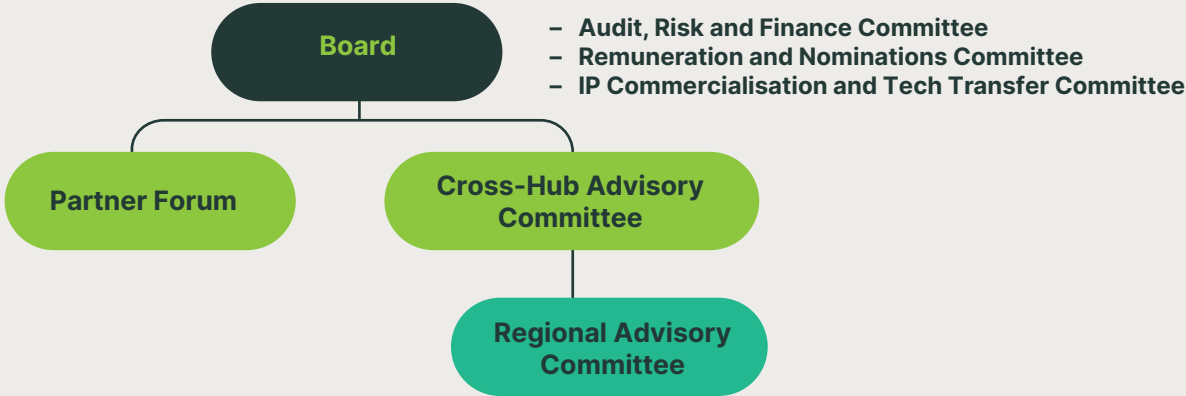 Board
– Audit, Risk and Finance Committee
– Remuneration and Nominations Committee
– IP Commercialisation and Tech Transfer Committee
Partner Forum
Cross-Hub Advisory
Committee
Regional Advisory
Committee